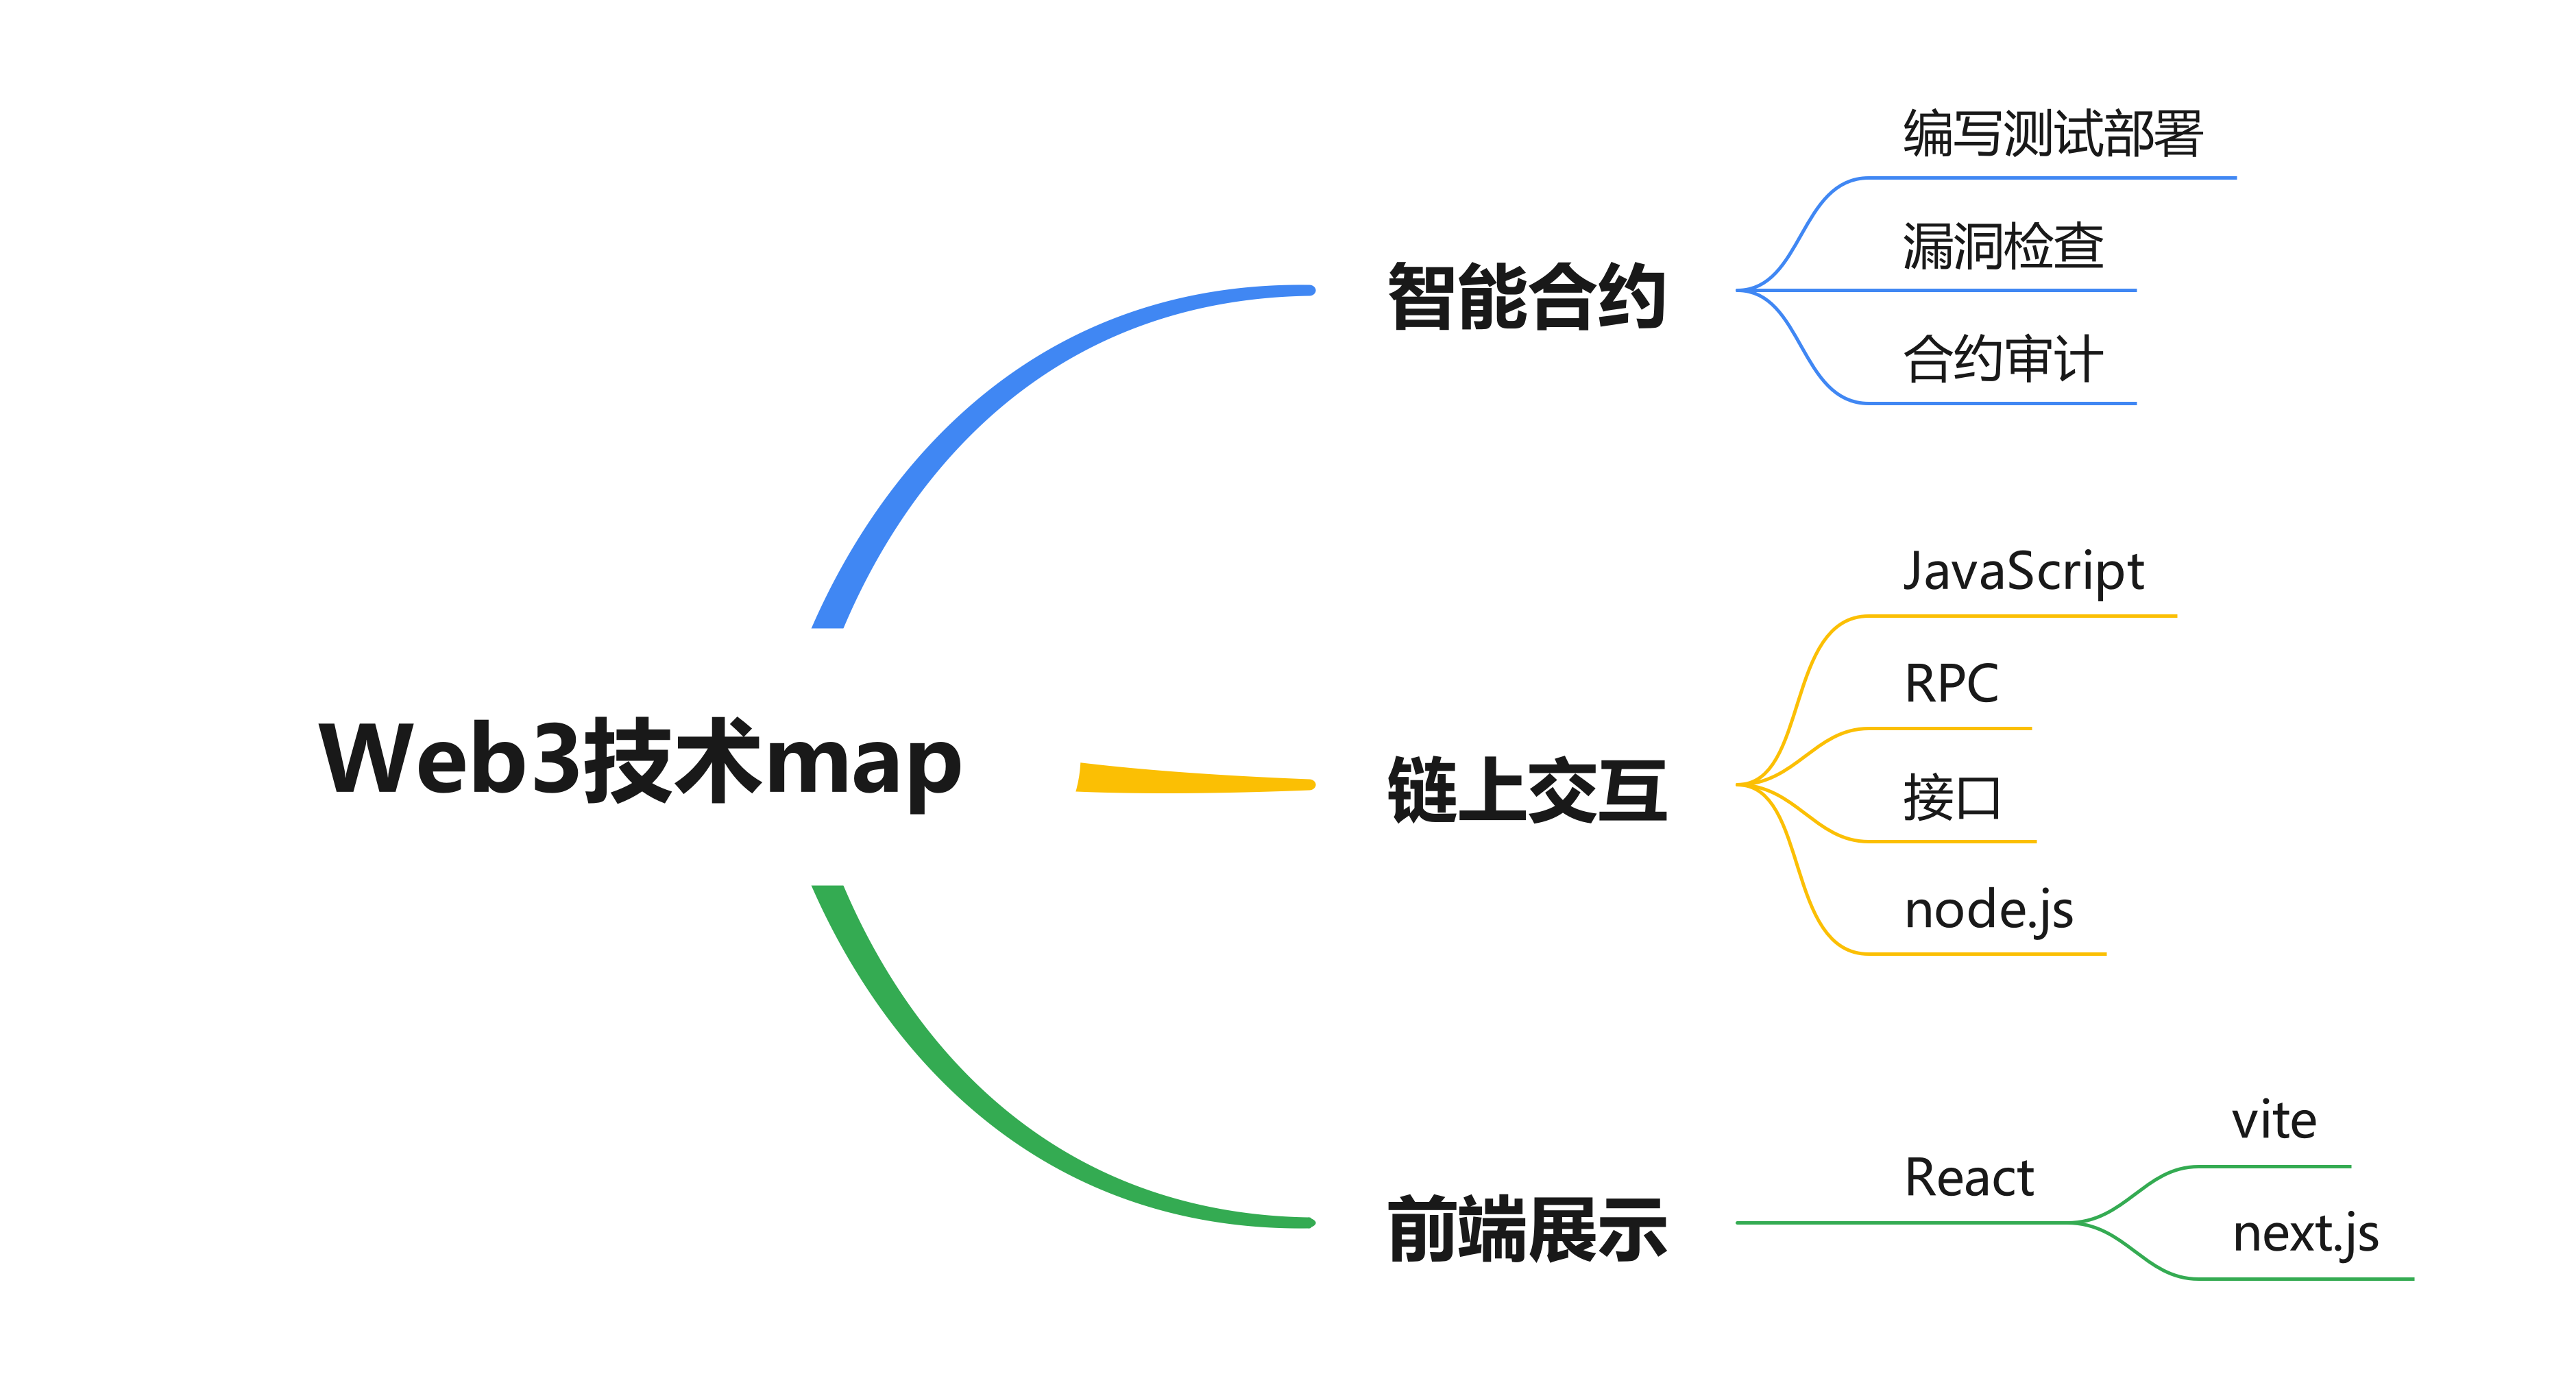 Web3技术map
智能合约
编写测试部署
漏洞检查
合约审计
链上交互
JavaScript
RPC
接口
node.js
前端展示
React
vite
next.js